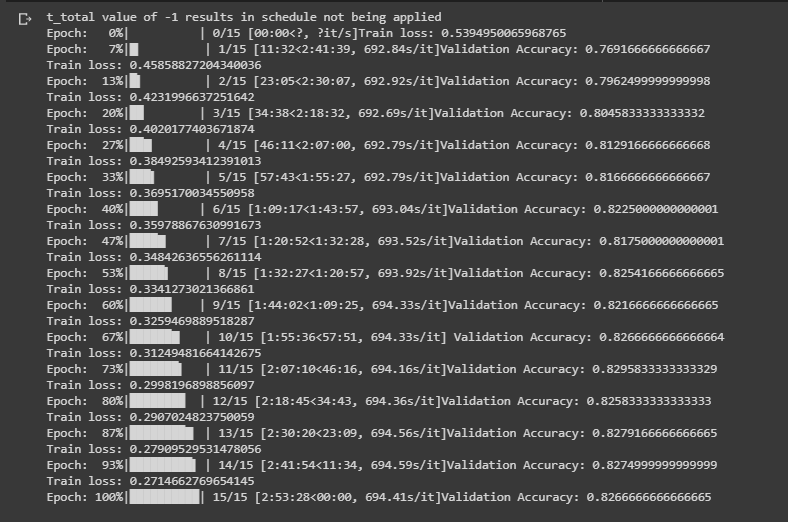 t_total value of -1 results in schedule not being applied
Epoch:   0%|          | 0/15 [00:00<?, ?it/s]Train loss: 0.5394950065968765
Epoch:   7%|▋         | 1/15 [11:32<2:41:39, 692.84s/it]Validation Accuracy: 0.7691666666666667
Train loss: 0.45858827204340036
Epoch:  13%|█▎        | 2/15 [23:05<2:30:07, 692.92s/it]Validation Accuracy: 0.7962499999999998
Train loss: 0.4231996637251642
Epoch:  20%|██        | 3/15 [34:38<2:18:32, 692.69s/it]Validation Accuracy: 0.8045833333333332
Train loss: 0.4020177403671874
Epoch:  27%|██▋       | 4/15 [46:11<2:07:00, 692.79s/it]Validation Accuracy: 0.8129166666666668
Train loss: 0.38492593412391013
Epoch:  33%|███▎      | 5/15 [57:43<1:55:27, 692.79s/it]Validation Accuracy: 0.8166666666666667
Train loss: 0.3695170034550958
Epoch:  40%|████      | 6/15 [1:09:17<1:43:57, 693.04s/it]Validation Accuracy: 0.8225000000000001
Train loss: 0.35978867630991673
Epoch:  47%|████▋     | 7/15 [1:20:52<1:32:28, 693.52s/it]Validation Accuracy: 0.8175000000000001
Train loss: 0.34842636556261114
Epoch:  53%|█████▎    | 8/15 [1:32:27<1:20:57, 693.92s/it]Validation Accuracy: 0.8254166666666665
Train loss: 0.3341273021366861
Epoch:  60%|██████    | 9/15 [1:44:02<1:09:25, 694.33s/it]Validation Accuracy: 0.8216666666666665
Train loss: 0.3259469889518287
Epoch:  67%|██████▋   | 10/15 [1:55:36<57:51, 694.33s/it] Validation Accuracy: 0.8266666666666664
Train loss: 0.31249481664142675
Epoch:  73%|███████▎  | 11/15 [2:07:10<46:16, 694.16s/it]Validation Accuracy: 0.8295833333333329
Train loss: 0.2998196898856097
Epoch:  80%|████████  | 12/15 [2:18:45<34:43, 694.36s/it]Validation Accuracy: 0.8258333333333333
Train loss: 0.2907024823750059
Epoch:  87%|████████▋ | 13/15 [2:30:20<23:09, 694.56s/it]Validation Accuracy: 0.8279166666666665
Train loss: 0.27909529531478056
Epoch:  93%|█████████▎| 14/15 [2:41:54<11:34, 694.59s/it]Validation Accuracy: 0.8274999999999999
Train loss: 0.2714662769654145
Epoch: 100%|██████████| 15/15 [2:53:28<00:00, 694.41s/it]Validation Accuracy: 0.8266666666666665